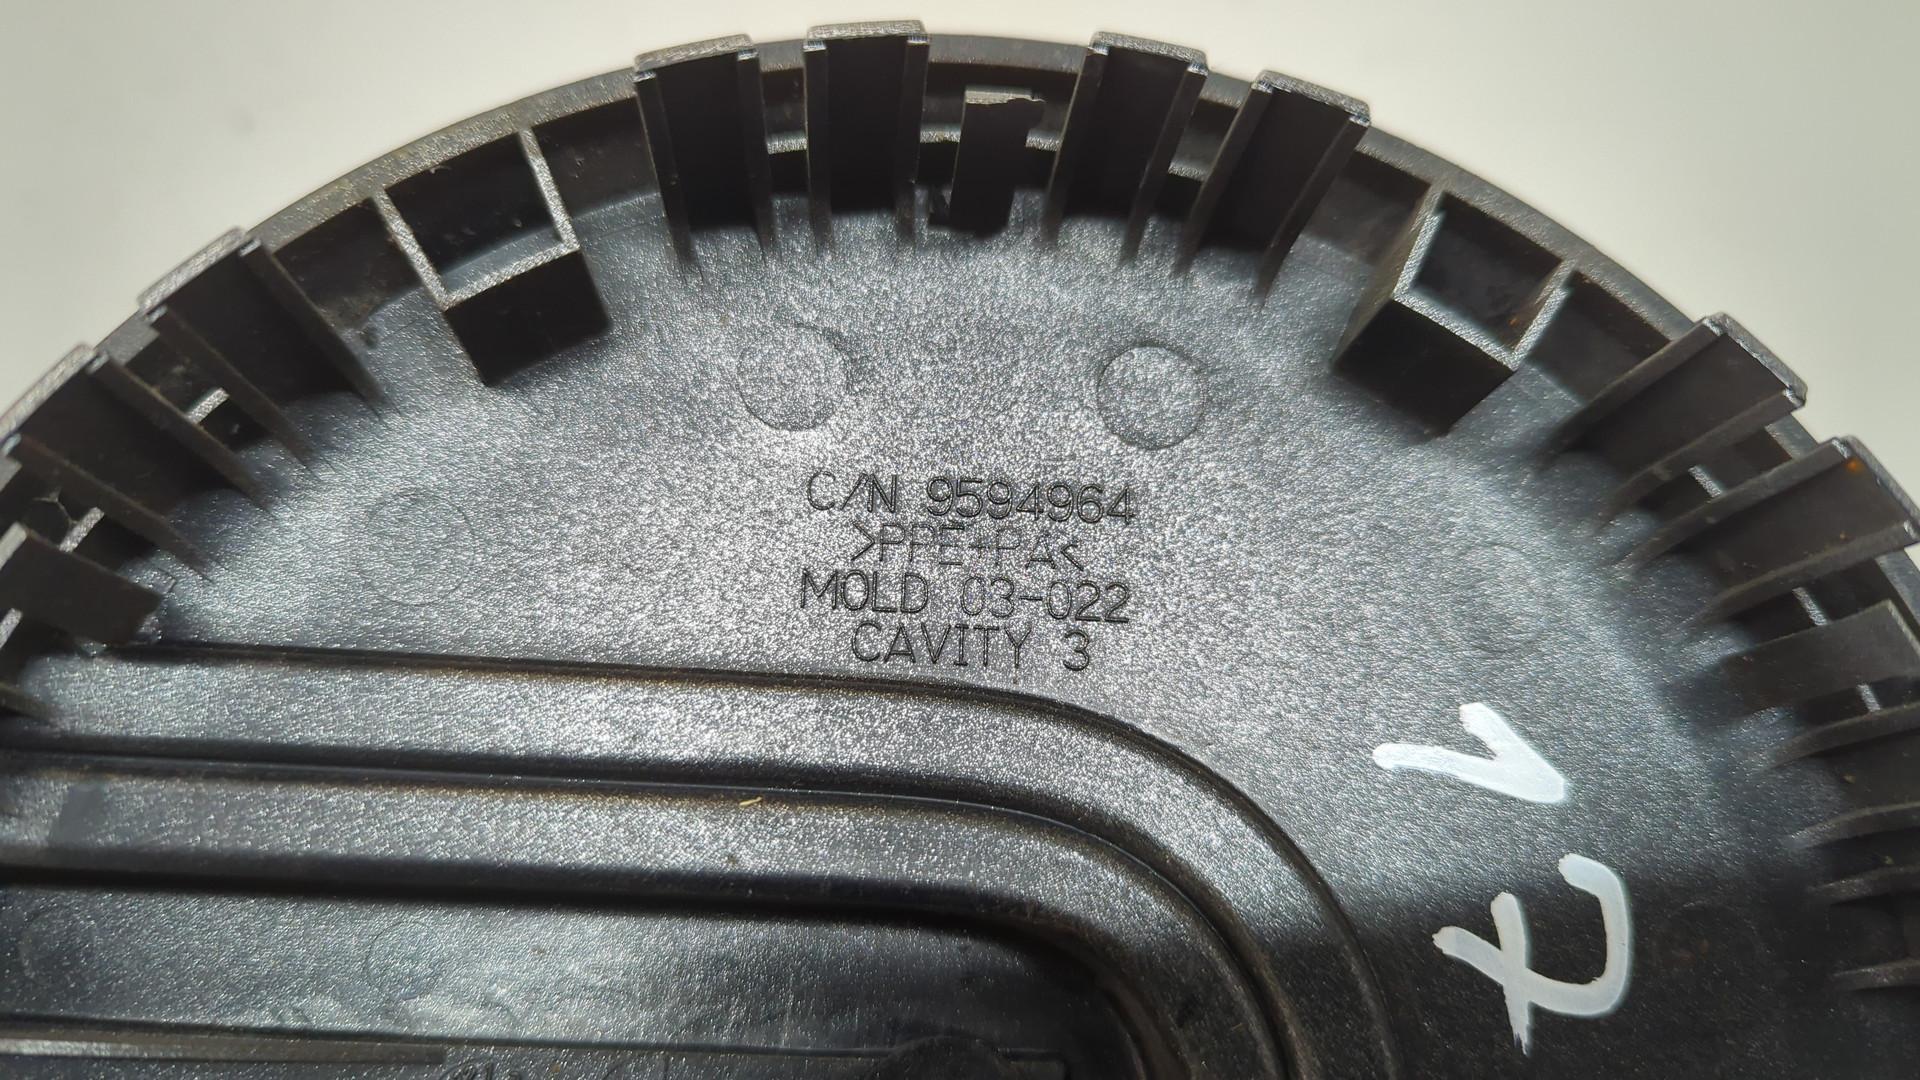 C/N 9594964
>PPE+PA<
MOLD 03-022
CAVITY 3